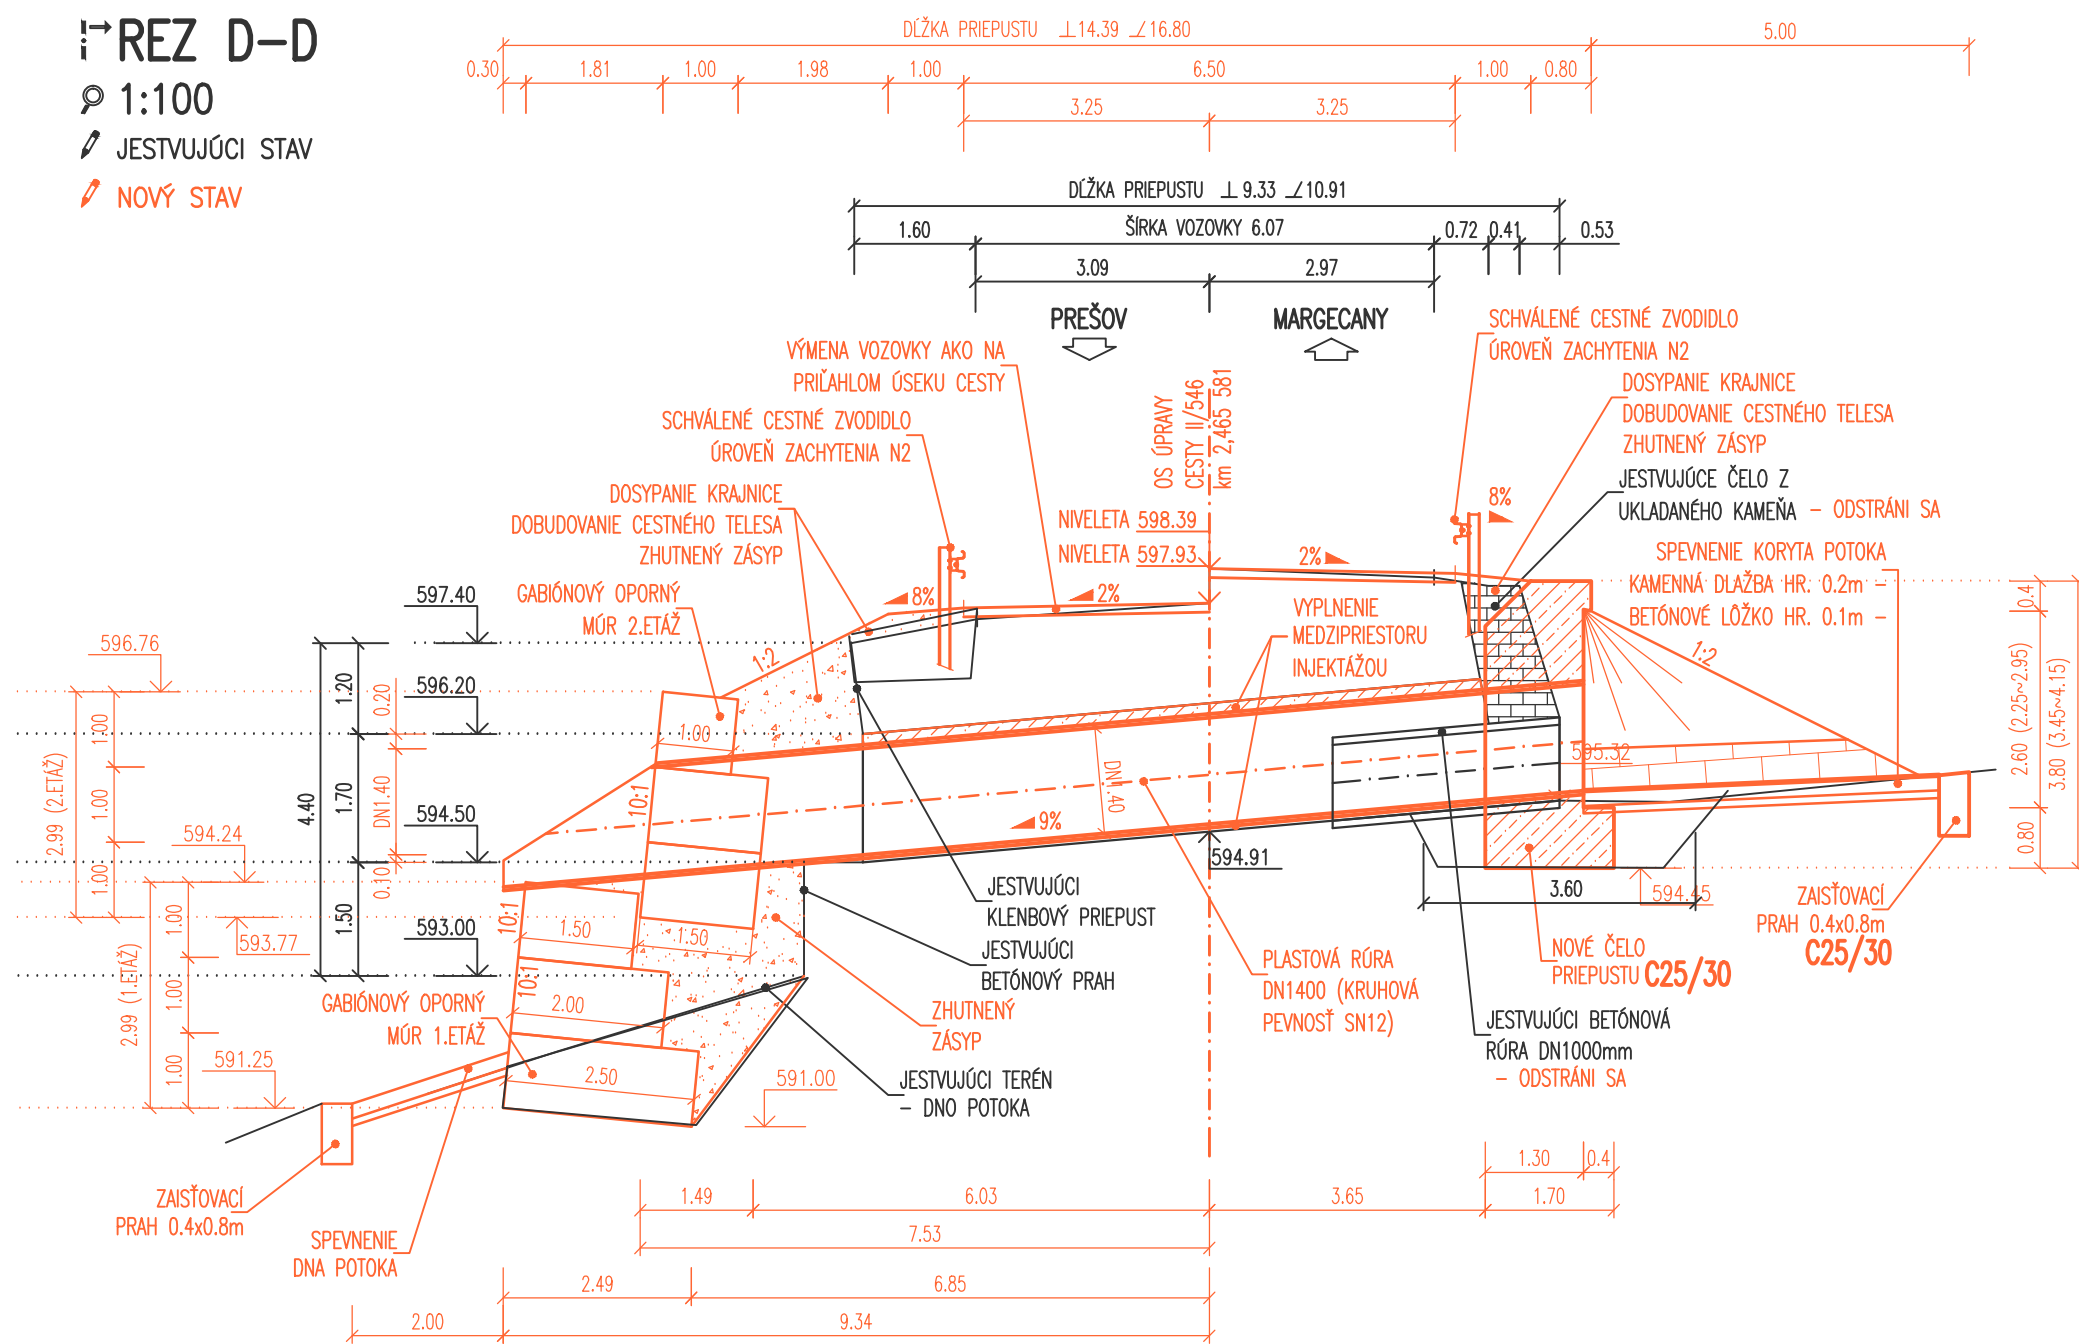 REZ D-D
1:100
JESTVUJÚCI STAV
NOVÝ STAV
DĹŽKA PRIEPUSTU ⊥14.39 ∠16.80
5.00
0.30
1.81
1.00
1.98
1.00
6.50
1.00
0.80
3.25
3.25
DĹŽKA PRIEPUSTU ⊥ 9.33 ∠10.91
1.60
ŠÍRKA VOZOVKY 6.07
0.72
0.41
0.53
3.09
2.97
PREŠOV
MARGECANY
SCHVÁLENÉ CESTNÉ ZVODIDLO
ÚROVEŇ ZACHYTENIA N2
VÝMENA VOZOVKY AKO NA
PRIĽAHLOM ÚSEKU CESTY
OS ÚPRAVY
CESTY II/546
km 2,465 581
DOSYPANIE KRAJNICE
DOBUDOVANIE CESTNÉHO TELESA
ZHUTNENÝ ZÁSYP
SCHVÁLENÉ CESTNÉ ZVODIDLO
ÚROVEŇ ZACHYTENIA N2
JESTVUJÚCE ČELO Z
UKLADANÉHO KAMEŇA - ODSTRÁNI SA
8%
DOSYPANIE KRAJNICE
DOBUDOVANIE CESTNÉHO TELESA
ZHUTNENÝ ZÁSYP
NIVELETA 598.39
NIVELETA 597.93
2%
SPEVNENIE KORYTA POTOKA
KAMENNÁ DLAŽBA HR. 0.2m -
BETÓNOVÉ LÔŽKO HR. 0.1m -
GABIÓNOVÝ OPORNÝ
MÚR 2.ETÁŽ
8%
2%
VYPLNENIE
MEDZIPRIESTORU
INJEKTÁŽOU
597.40
596.76
596.20
594.50
594.24
593.00
593.77
591.25
1:2
1:2
1.20
0.20
1.70
DN1.40
4.40
0.10
1.50
1.00
1.00
1.00
2.99 (2.ETÁŽ)
1.00
1.00
1.00
2.99 (1.ETÁŽ)
0.4
2.60 (2.25~2.95)
3.80 (3.45~4.15)
0.80
1.00
10:1
DN1.40
595.32
9%
594.91
10:1
1.50
1.50
10:1
2.00
2.50
3.60
594.45
JESTVUJÚCI
KLENBOVÝ PRIEPUST
JESTVUJÚCI
BETÓNOVÝ PRAH
ZAISŤOVACÍ
PRAH 0.4x0.8m
C25/30
NOVÉ ČELO
PRIEPUSTU C25/30
PLASTOVÁ RÚRA
DN1400 (KRUHOVÁ
PEVNOSŤ SN12)
GABIÓNOVÝ OPORNÝ
MÚR 1.ETÁŽ
ZHUTNENÝ
ZÁSYP
JESTVUJÚCI BETÓNOVÁ
RÚRA DN1000mm
- ODSTRÁNI SA
591.00
JESTVUJÚCI TERÉN
- DNO POTOKA
ZAISŤOVACÍ
PRAH 0.4x0.8m
SPEVNENIE
DNA POTOKA
1.30
0.4
1.49
6.03
3.65
1.70
7.53
2.49
6.85
2.00
9.34